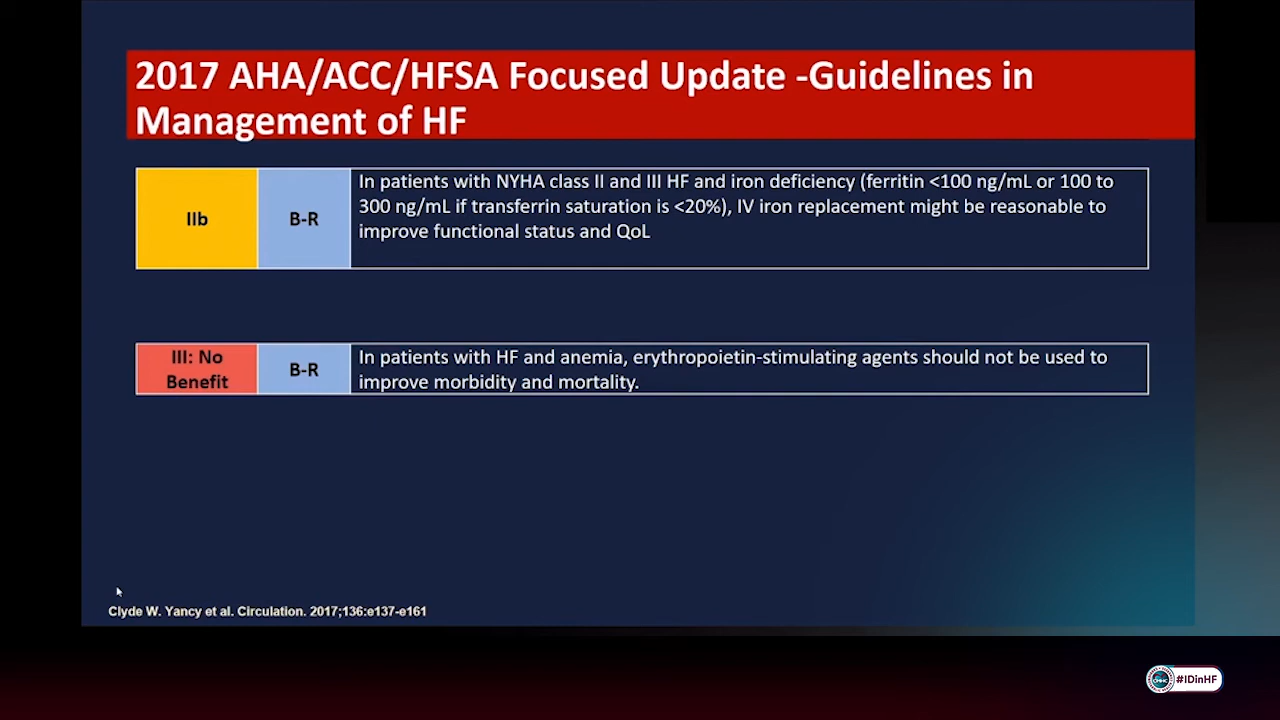 2017 AHA/ACC/HFSA Focused Update -Guidelines in
Management of HF
IIb
B-R
In patients with NYHA class II and III HF and iron deficiency (ferritin <100 ng/mL or 100 to
300 ng/mL if transferrin saturation is <20%), IV iron replacement might be reasonable to
improve functional status and QoL
III: No
Benefit
B-R
In patients with HF and anemia, erythropoietin-stimulating agents should not be used to
improve morbidity and mortality.
Clyde W. Yancy et al. Circulation. 2017;136:e137-e161
#IDinHF